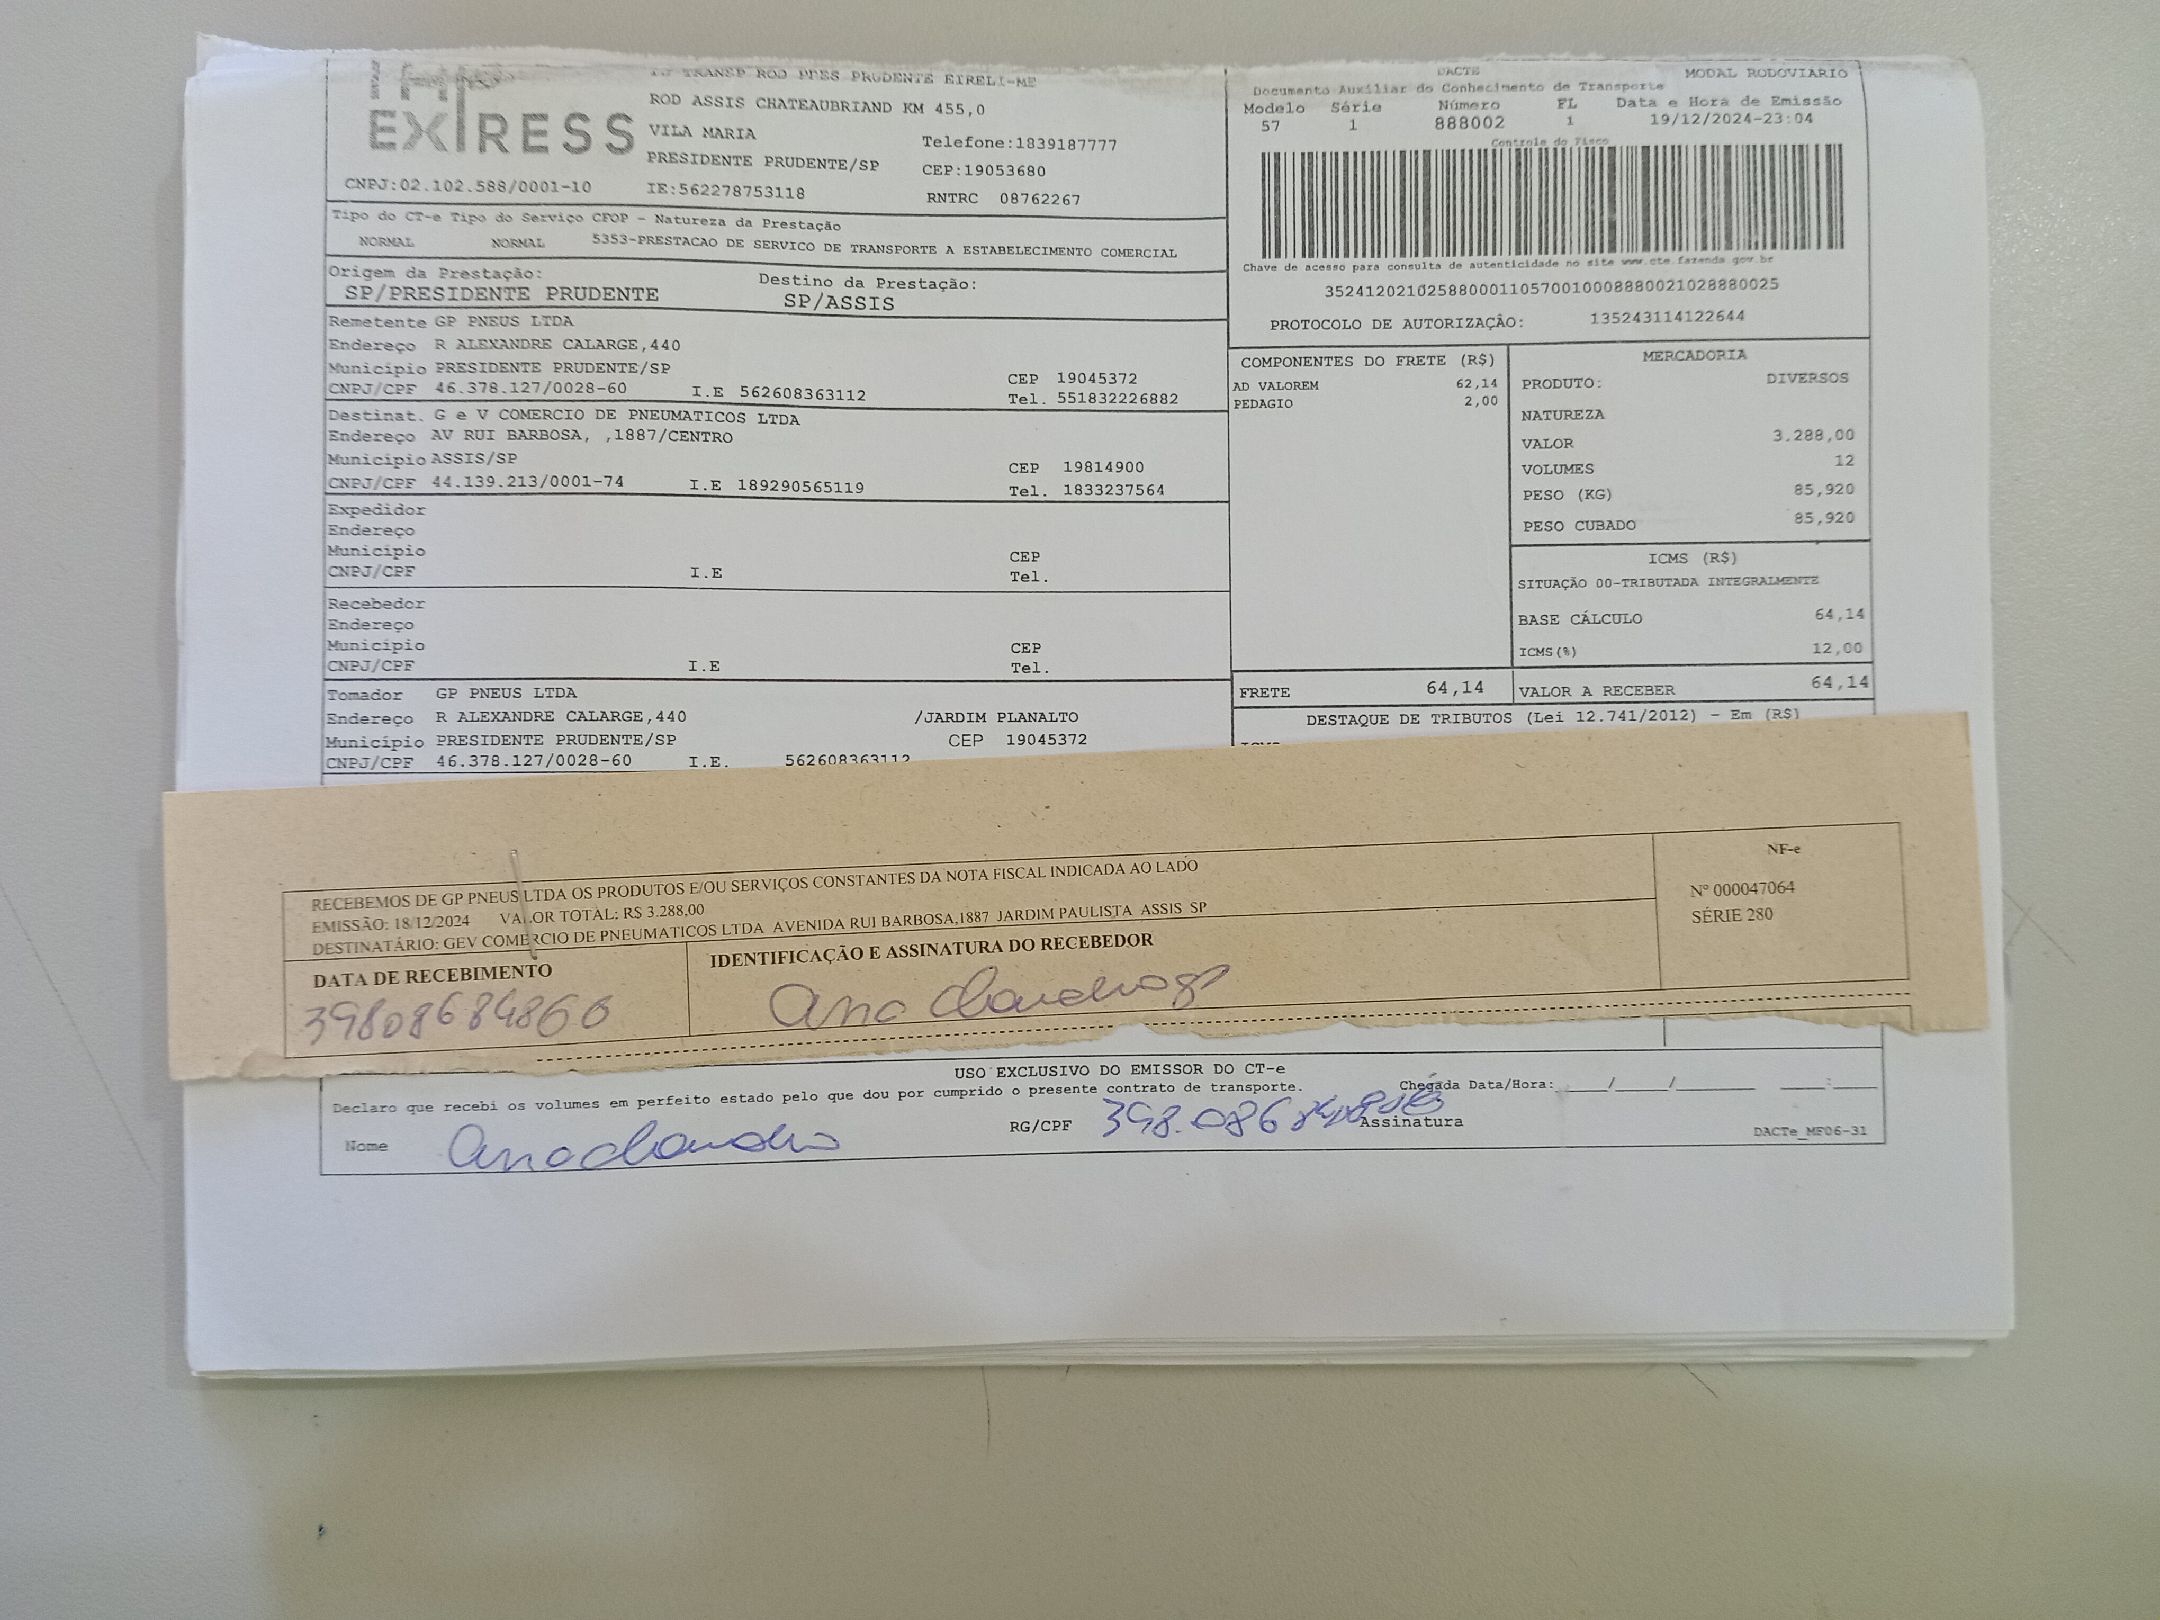 EXPRESS
TRANSP ROD PRES PRUDENTE EIRELI-ME
ROD ASSIS CHATEAUBRIAND KM 455,0
VILA MARIA
Telefone:1839187777
PRESIDENTE PRUDENTE/SP
CEP:19053680
CNPJ:02.102.588/0001-10
IE:562278753118
RNTRC 08762267
DACTE
MODAL RODOVIARIO
Documento Auxiliar do Conhecimento de Transporte
Modelo Série Número FL Data e Hora de Emissão
57 1 888002 1 19/12/2024-23:04
Controle do Fisco
Chave de acesso para consulta de autenticidade no site www.cte.fazenda.gov.br
35241202102588000110570010008880021028880025
PROTOCOLO DE AUTORIZAÇÃO: 135243114122644
Tipo do CT-e Tipo do Serviço CFOP - Natureza da Prestação
NORMAL NORMAL 5353-PRESTACAO DE SERVICO DE TRANSPORTE A ESTABELECIMENTO COMERCIAL
Origem da Prestação: Destino da Prestação:
SP/PRESIDENTE PRUDENTE SP/ASSIS
Remetente GP PNEUS LTDA
Endereço R ALEXANDRE CALARGE,440
Município PRESIDENTE PRUDENTE/SP CEP 19045372
CNPJ/CPF 46.378.127/0028-60 I.E 562608363112 Tel. 551832226882
Destinat. G e V COMERCIO DE PNEUMATICOS LTDA
Endereço AV RUI BARBOSA, ,1887/CENTRO
Município ASSIS/SP CEP 19814900
CNPJ/CPF 44.139.213/0001-74 I.E 189290565119 Tel. 1833237564
Expedidor
Endereço
Município CEP
CNPJ/CPF I.E Tel.
Recebedor
Endereço
Município CEP
CNPJ/CPF I.E Tel.
Tomador GP PNEUS LTDA
Endereço R ALEXANDRE CALARGE,440 /JARDIM PLANALTO
Município PRESIDENTE PRUDENTE/SP CEP 19045372
CNPJ/CPF 46.378.127/0028-60 I.E. 562608363112
COMPONENTES DO FRETE (R$)
AD VALOREM 62,14
PEDAGIO 2,00
MERCADORIA
PRODUTO: DIVERSOS
NATUREZA
VALOR 3.288,00
VOLUMES 12
PESO (KG) 85,920
PESO CUBADO 85,920
ICMS (R$)
SITUAÇÃO 00-TRIBUTADA INTEGRALMENTE
BASE CÁLCULO 64,14
ICMS(%) 12,00
FRETE 64,14 VALOR A RECEBER 64,14
DESTAQUE DE TRIBUTOS (Lei 12.741/2012) - Em (R$)
RECEBEMOS DE GP PNEUS LTDA OS PRODUTOS E/OU SERVIÇOS CONSTANTES DA NOTA FISCAL INDICADA AO LADO
EMISSÃO: 18/12/2024 VALOR TOTAL: R$ 3.288,00
DESTINATÁRIO: GEV COMERCIO DE PNEUMATICOS LTDA AVENIDA RUI BARBOSA,1887 JARDIM PAULISTA ASSIS SP
NF-e
Nº 000047064
SÉRIE 280
DATA DE RECEBIMENTO
IDENTIFICAÇÃO E ASSINATURA DO RECEBEDOR
39808684860
Ana
USO EXCLUSIVO DO EMISSOR DO CT-e
Declaro que recebi os volumes em perfeito estado pelo que dou por cumprido o presente contrato de transporte.
Chegada Data/Hora: ____/____/______ ____:____
Nome
RG/CPF
Assinatura
DACTe_MF06-31